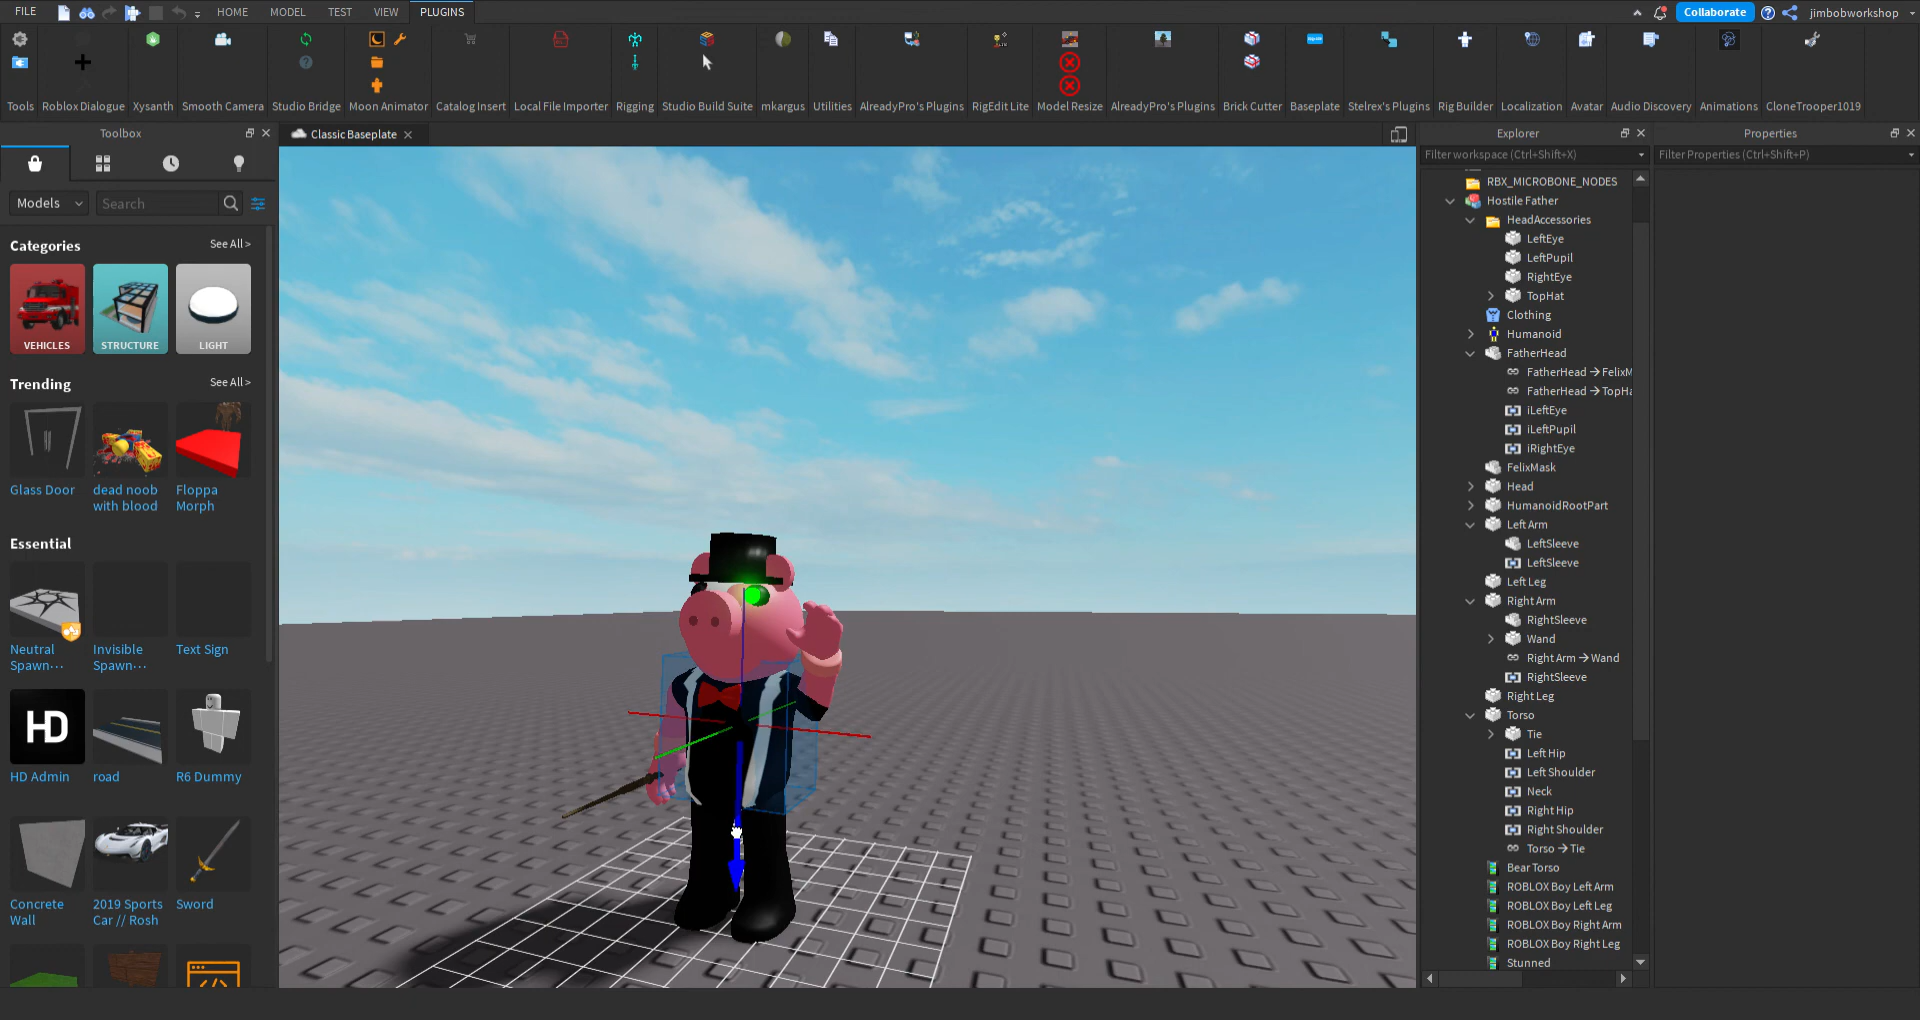 FILE
HOME
MODEL
TEST
VIEW
PLUGINS
Collaborate
jimbobworkshop
Tools
Roblox Dialogue
Xysanth
Smooth Camera
Studio Bridge
Moon Animator
Catalog Insert
Local File Importer
Rigging
Studio Build Suite
mkargus
Utilities
AlreadyPro's Plugins
RigEdit Lite
Model Resize
AlreadyPro's Plugins
Brick Cutter
Baseplate
Stelrex's Plugins
Rig Builder
Localization
Avatar
Audio Discovery
Animations
CloneTrooper1019
Toolbox
Classic Baseplate
Explorer
Properties
Filter workspace (Ctrl+Shift+X)
Filter Properties (Ctrl+Shift+P)
Models
Search
Categories
See All >
VEHICLES
STRUCTURE
LIGHT
Trending
See All >
Glass Door
dead noob
with blood
Floppa
Morph
Essential
Neutral
Spawn···
Invisible
Spawn···
Text Sign
HD
HD Admin
road
R6 Dummy
Concrete
Wall
2019 Sports
Car // Rosh
Sword
RBX_MICROBONE_NODES
Hostile Father
HeadAccessories
LeftEye
LeftPupil
RightEye
TopHat
Clothing
Humanoid
FatherHead
FatherHead → FelixM
FatherHead → TopHa
iLeftEye
iLeftPupil
iRightEye
FelixMask
Head
HumanoidRootPart
Left Arm
LeftSleeve
LeftSleeve
Left Leg
Right Arm
RightSleeve
Wand
Right Arm → Wand
RightSleeve
Right Leg
Torso
Tie
Left Hip
Left Shoulder
Neck
Right Hip
Right Shoulder
Torso → Tie
Bear Torso
ROBLOX Boy Left Arm
ROBLOX Boy Left Leg
ROBLOX Boy Right Arm
ROBLOX Boy Right Leg
Stunned